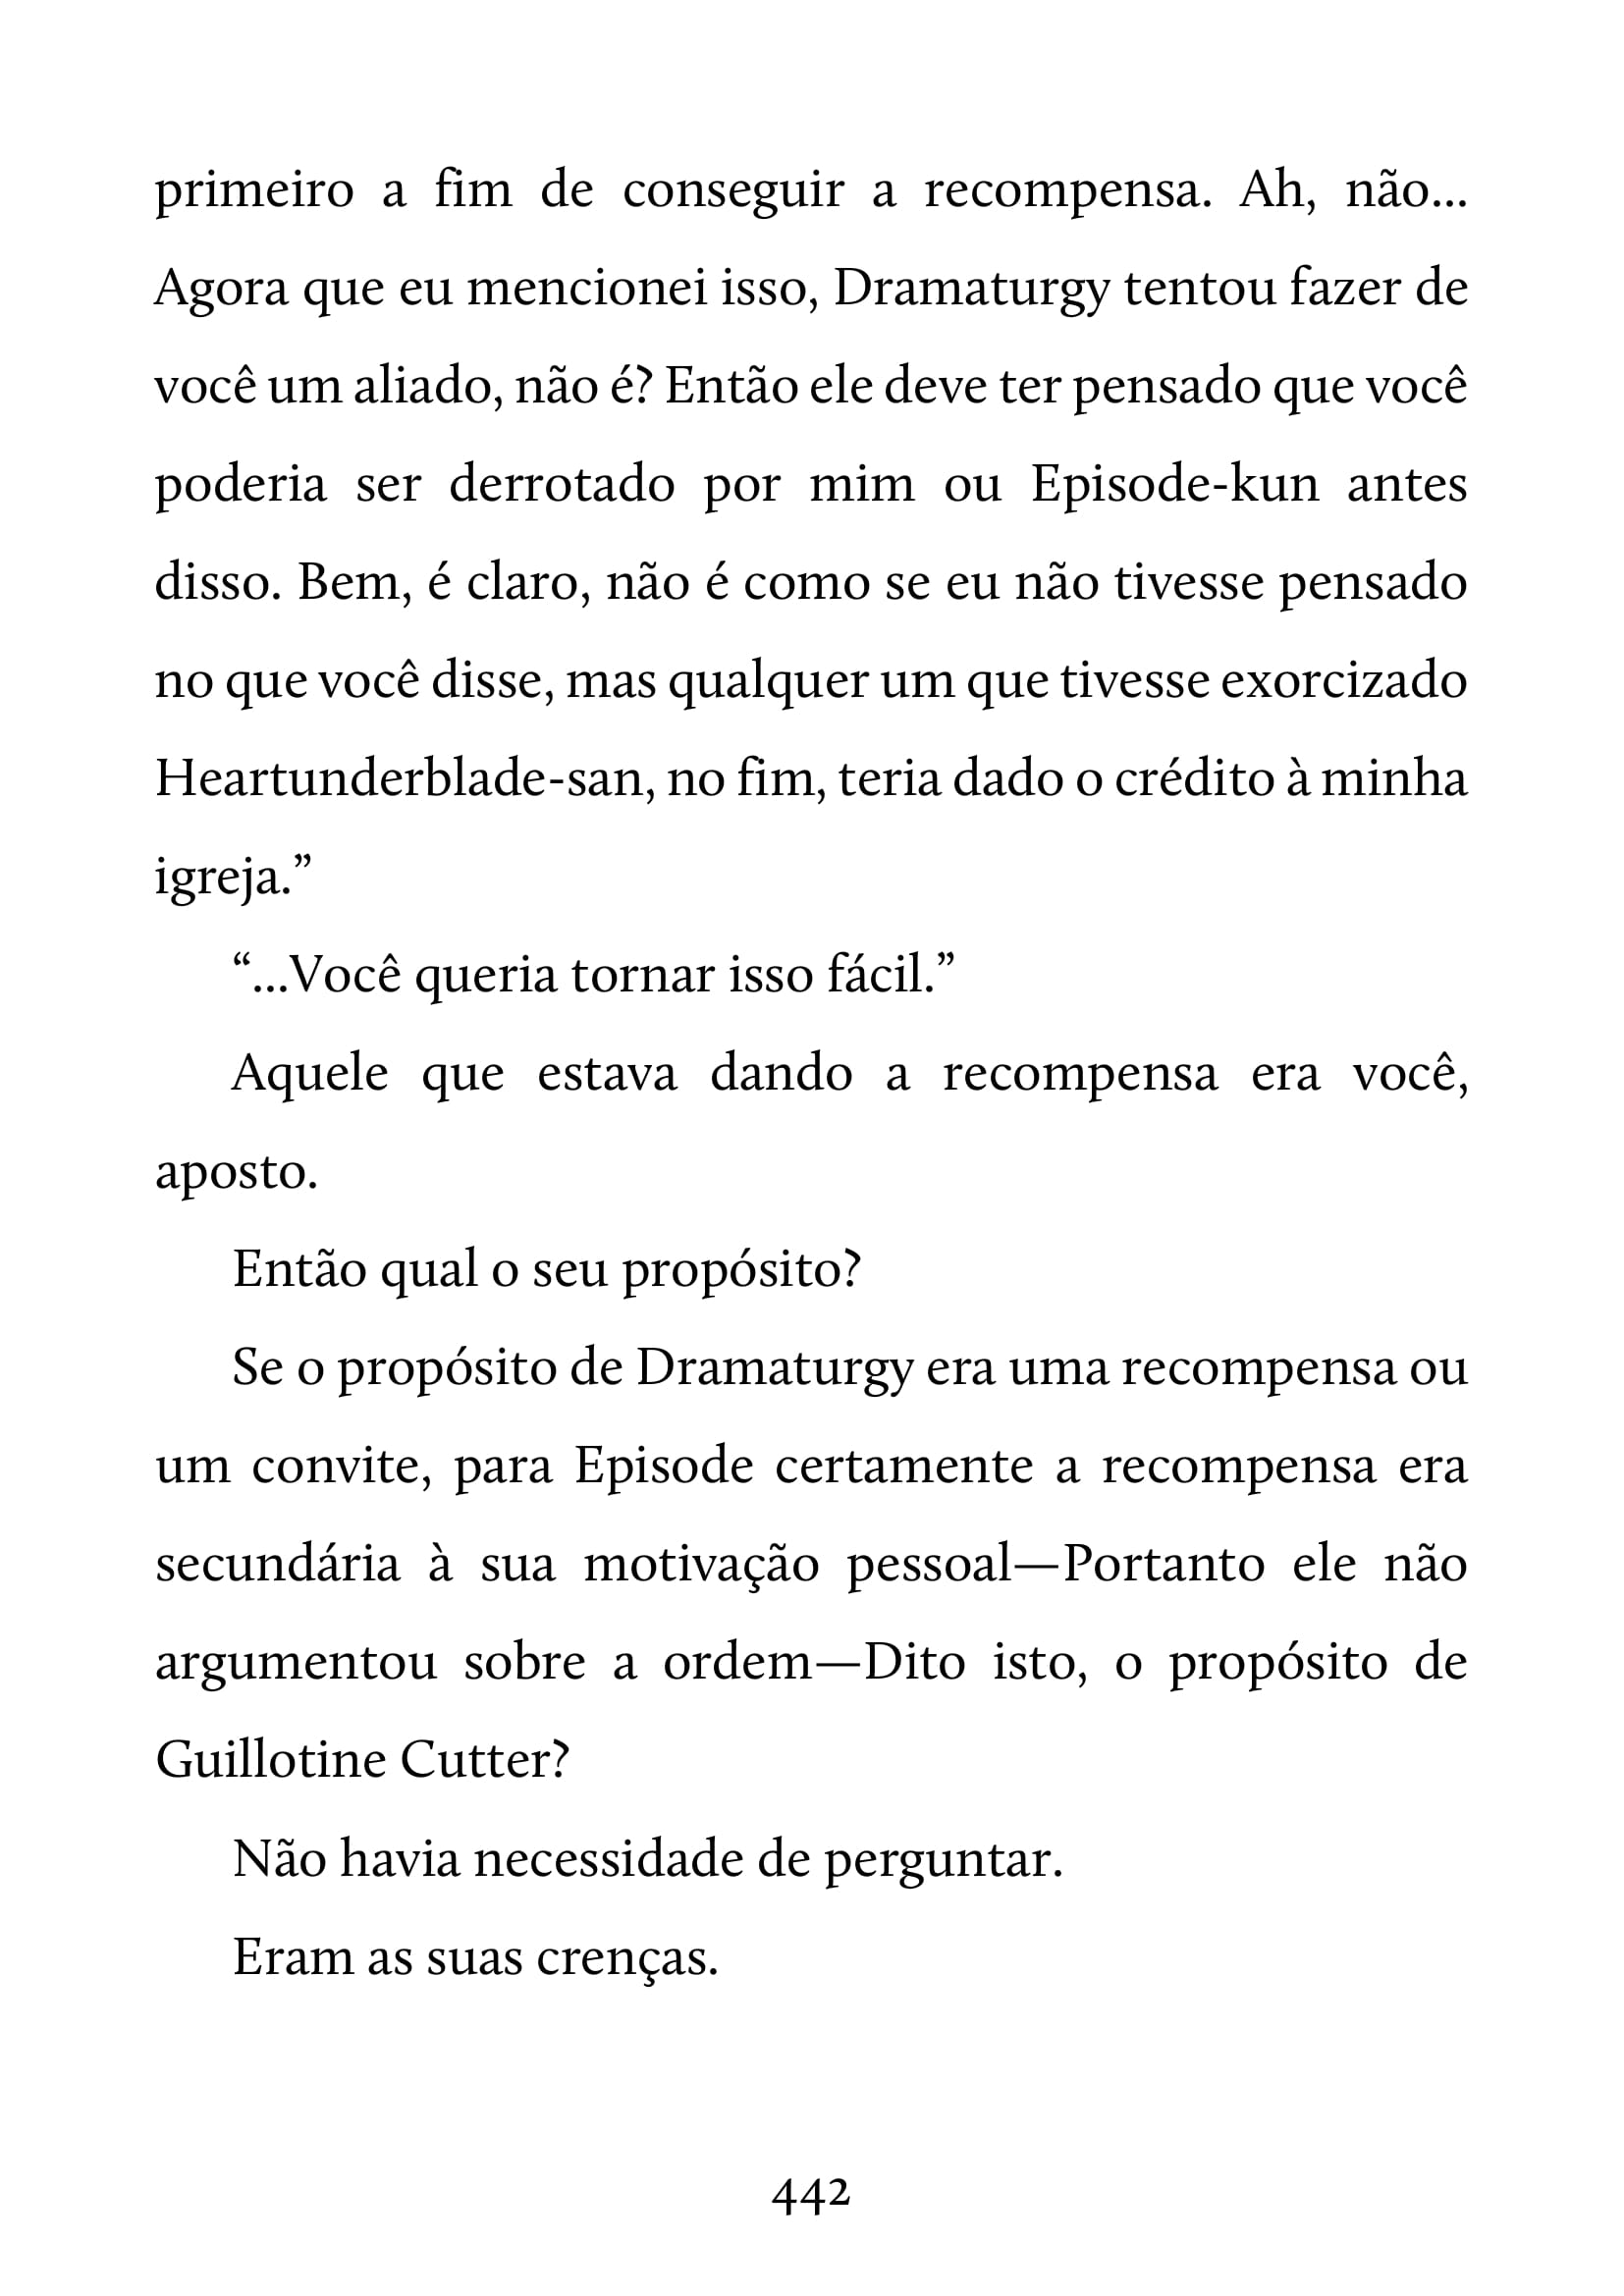 primeiro a fim de conseguir a recompensa. Ah, não...
Agora que eu mencionei isso, Dramaturgy tentou fazer de
você um aliado, não é? Então ele deve ter pensado que você
poderia ser derrotado por mim ou Episode-kun antes
disso. Bem, é claro, não é como se eu não tivesse pensado
no que você disse, mas qualquer um que tivesse exorcizado
Heartunderblade-san, no fim, teria dado o crédito à minha
igreja.”
“...Você queria tornar isso fácil.”
Aquele que estava dando a recompensa era você,
aposto.
Então qual o seu propósito?
Se o propósito de Dramaturgy era uma recompensa ou
um convite, para Episode certamente a recompensa era
secundária à sua motivação pessoal—Portanto ele não
argumentou sobre a ordem—Dito isto, o propósito de
Guillotine Cutter?
Não havia necessidade de perguntar.
Eram as suas crenças.
442